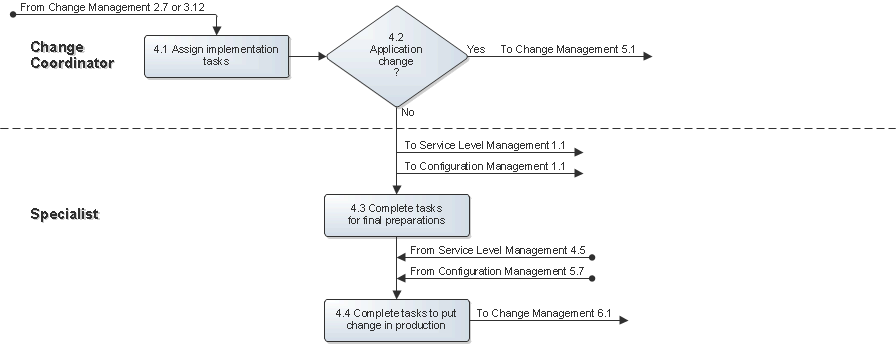 From Change Management 2.7 or 3.12
Change
Coordinator
4.1 Assign implementation
tasks
4.2
Application
change
?
Yes
To Change Management 5.1
No
To Service Level Management 1.1
To Configuration Management 1.1
Specialist
4.3 Complete tasks
for final preparations
From Service Level Management 4.5
From Configuration Management 5.7
4.4 Complete tasks to put
change in production
To Change Management 6.1